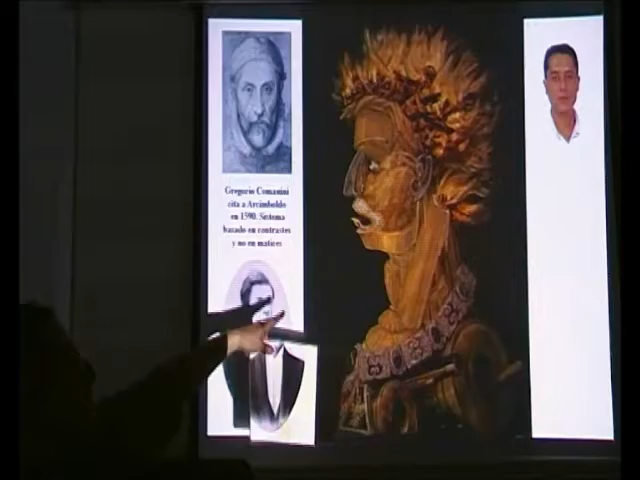 Gregorio Comanini
cita a Arcimboldo
en 1590. Sistema
basado en contrastes
y no en matices